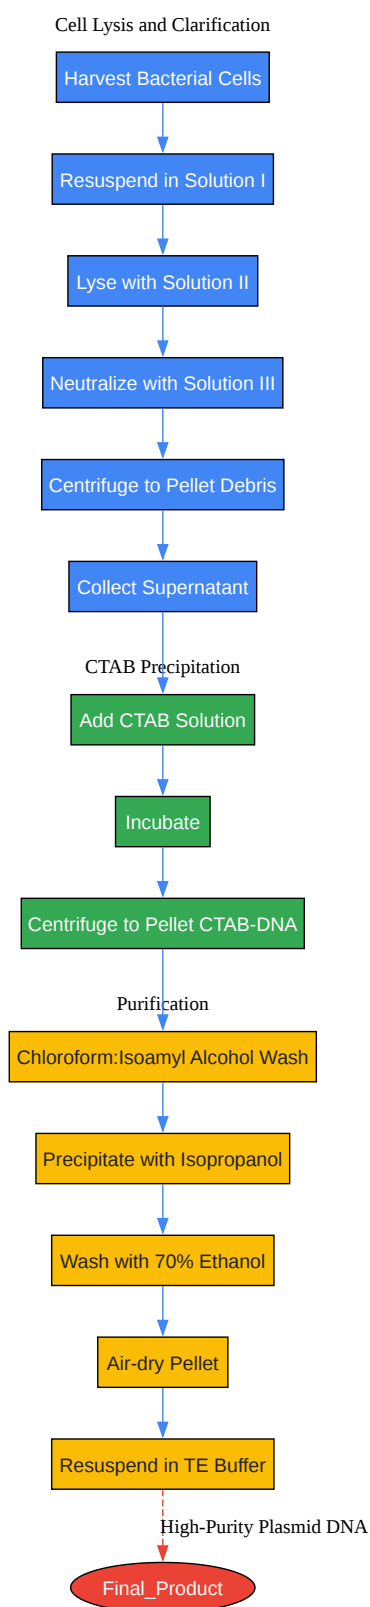 Cell Lysis and Clarification
Harvest Bacterial Cells
Resuspend in Solution I
Lyse with Solution II
Neutralize with Solution III
Centrifuge to Pellet Debris
Collect Supernatant
CTAB Precipitation
Add CTAB Solution
Incubate
Centrifuge to Pellet CTAB-DNA
Purification
Chloroform:Isoamyl Alcohol Wash
Precipitate with Isopropanol
Wash with 70% Ethanol
Air-dry Pellet
Resuspend in TE Buffer
High-Purity Plasmid DNA
Final_Product